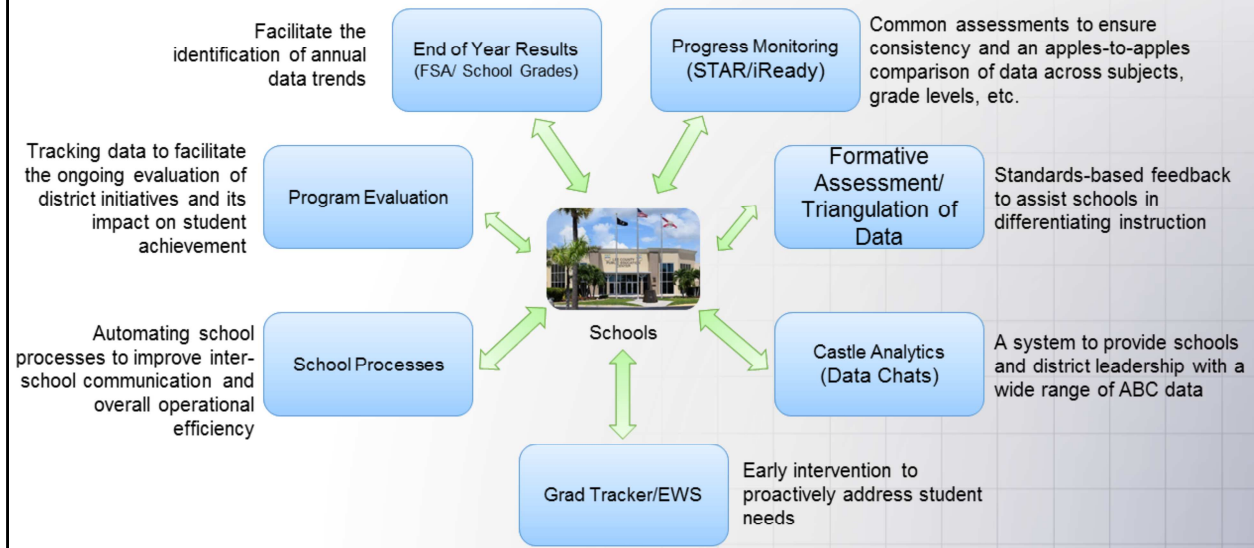 Facilitate the
identification of annual
data trends
End of Year Results
(FSA/ School Grades)
Progress Monitoring
(STAR/iReady)
Common assessments to ensure
consistency and an apples-to-apples
comparison of data across subjects,
grade levels, etc.
Tracking data to facilitate
the ongoing evaluation of
district initiatives and its
impact on student
achievement
Program Evaluation
Formative
Assessment/
Triangulation of
Data
Standards-based feedback
to assist schools in
differentiating instruction
Schools
Automating school
processes to improve inter-
school communication and
overall operational
efficiency
School Processes
Castle Analytics
(Data Chats)
A system to provide schools
and district leadership with a
wide range of ABC data
Grad Tracker/EWS
Early intervention to
proactively address student
needs